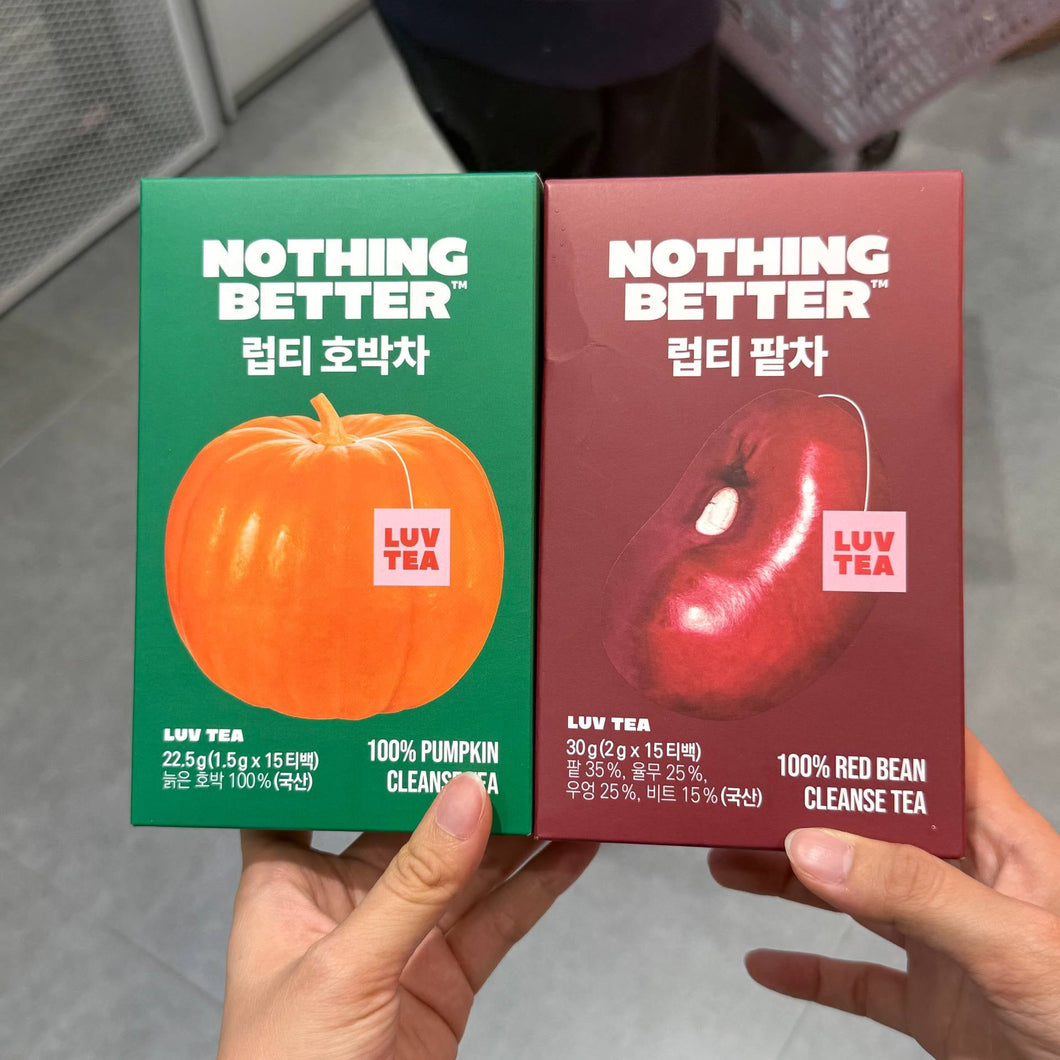 NOTHING
BETTER™
럽티 호박차
LUV
TEA
LUV TEA
22.5g(1.5g x 15티백)
늙은 호박 100%(국산)
100% PUMPKIN
CLEANSE TEA
NOTHING
BETTER™
럽티 팥차
LUV
TEA
LUV TEA
30g(2g x 15티백)
팥 35%, 율무 25%,
우엉 25%, 비트 15%(국산)
100% RED BEAN
CLEANSE TEA